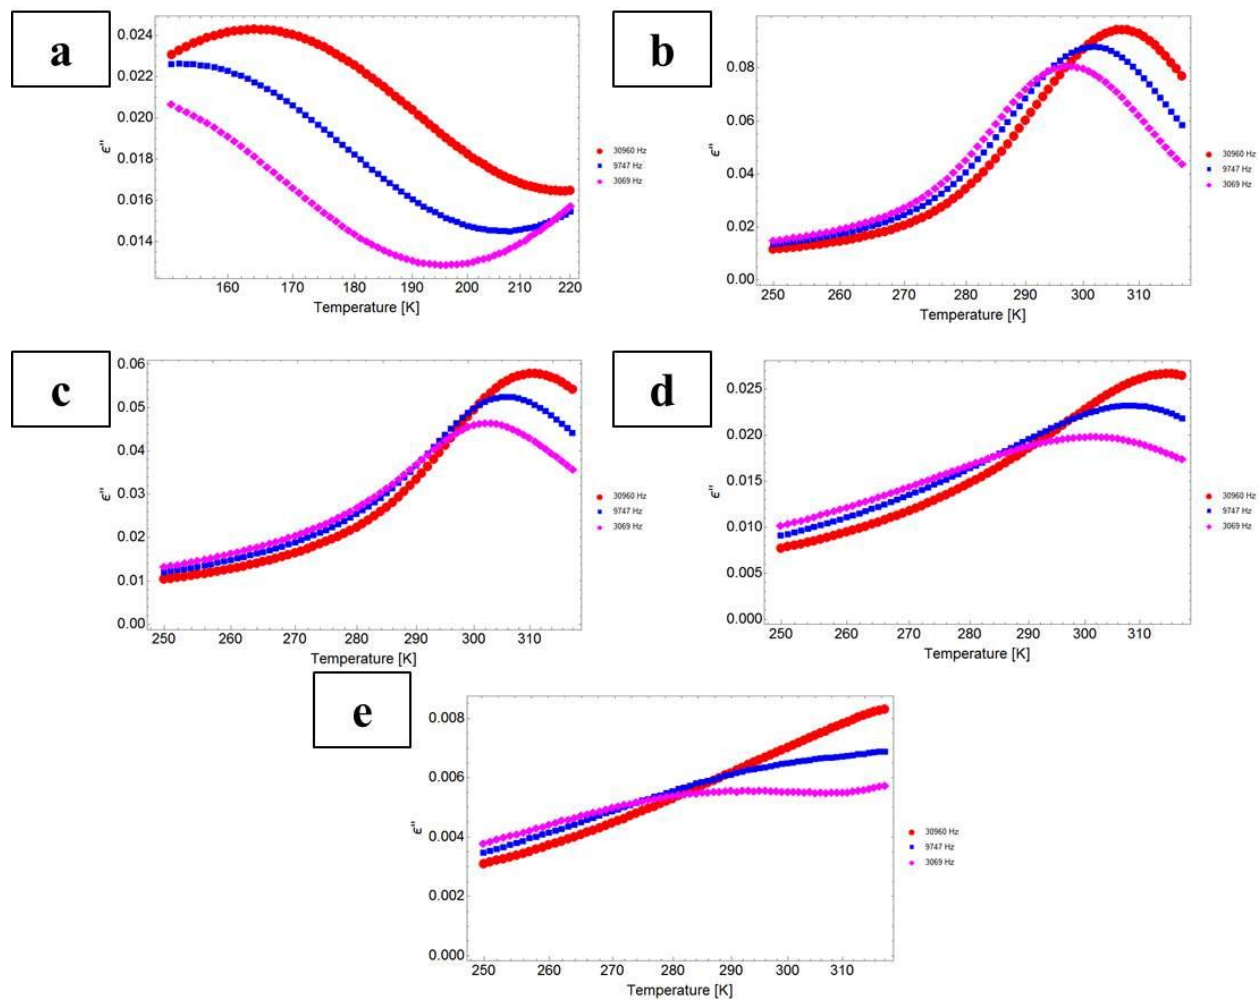 a
0.024
0.022
0.020
0.018
0.016
0.014
ε''
160 170 180 190 200 210 220
Temperature [K]
30960 Hz
9747 Hz
3069 Hz
b
0.08
0.06
0.04
0.02
0.00
ε''
250 260 270 280 290 300 310
Temperature [K]
30960 Hz
9747 Hz
3069 Hz
c
0.06
0.05
0.04
0.03
0.02
0.01
0.00
ε''
250 260 270 280 290 300 310
Temperature [K]
30960 Hz
9747 Hz
3069 Hz
d
0.025
0.020
0.015
0.010
0.005
0.000
ε''
250 260 270 280 290 300 310
Temperature [K]
30960 Hz
9747 Hz
3069 Hz
e
0.008
0.006
0.004
0.002
0.000
ε''
250 260 270 280 290 300 310
Temperature [K]
30960 Hz
9747 Hz
3069 Hz